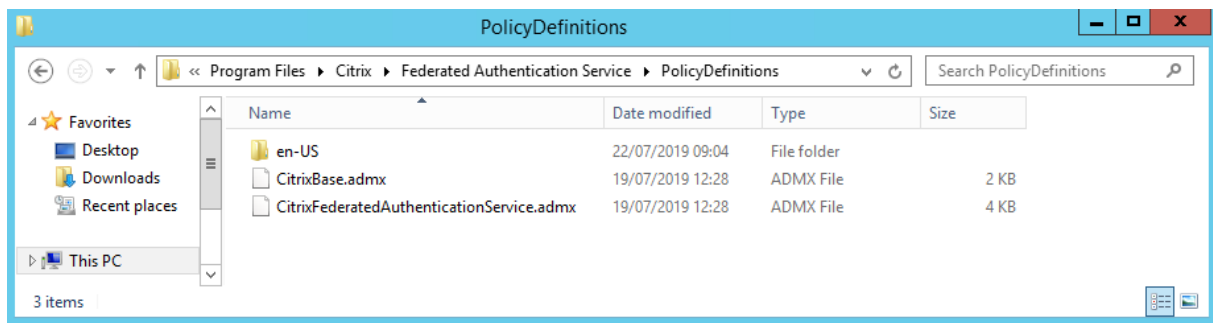 PolicyDefinitions
« Program Files Citrix Federated Authentication Service PolicyDefinitions Search PolicyDefinitions
Name Date modified Type Size
Favorites
Desktop
Downloads
Recent places
This PC
en-US 22/07/2019 09:04 File folder
CitrixBase.admx 19/07/2019 12:28 ADMX File 2 KB
CitrixFederatedAuthenticationService.admx 19/07/2019 12:28 ADMX File 4 KB
3 items